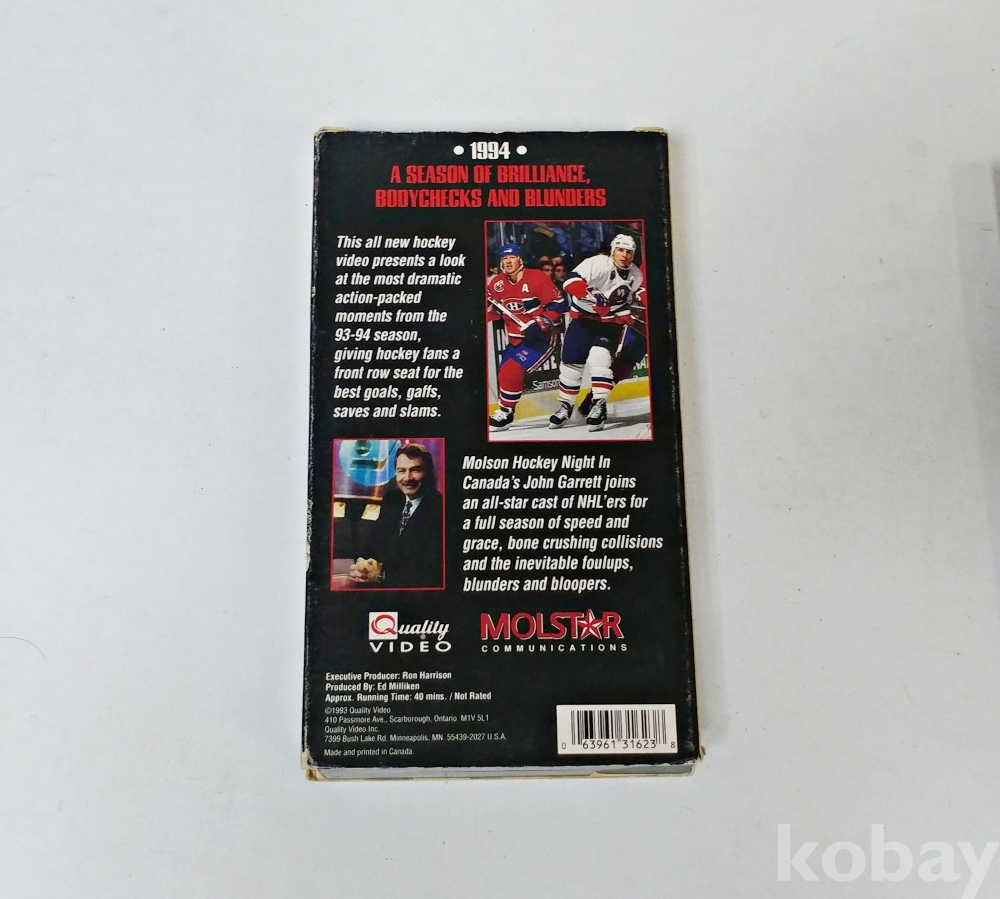 • 1994 •
A SEASON OF BRILLIANCE,
BODYCHECKS AND BLUNDERS
This all new hockey
video presents a look
at the most dramatic
action-packed
moments from the
93-94 season,
giving hockey fans a
front row seat for the
best goals, gaffs,
saves and slams.
A
H
Samson
Molson Hockey Night In
Canada's John Garrett joins
an all-star cast of NHL'ers for
a full season of speed and
grace, bone crushing collisions
and the inevitable foulups,
blunders and bloopers.
Quality
VIDEO
MOLSTAR
COMMUNICATIONS
Executive Producer: Ron Harrison
Produced By: Ed Milliken
Approx. Running Time: 40 mins. / Not Rated
©1993 Quality Video
410 Passmore Ave., Scarborough, Ontario. M1V 5L1
Quality Video Inc.
7399 Bush Lake Rd. Minneapolis, MN. 55439-2027 U.S.A.
Made and printed in Canada.
0 63961 31623 8
kobay